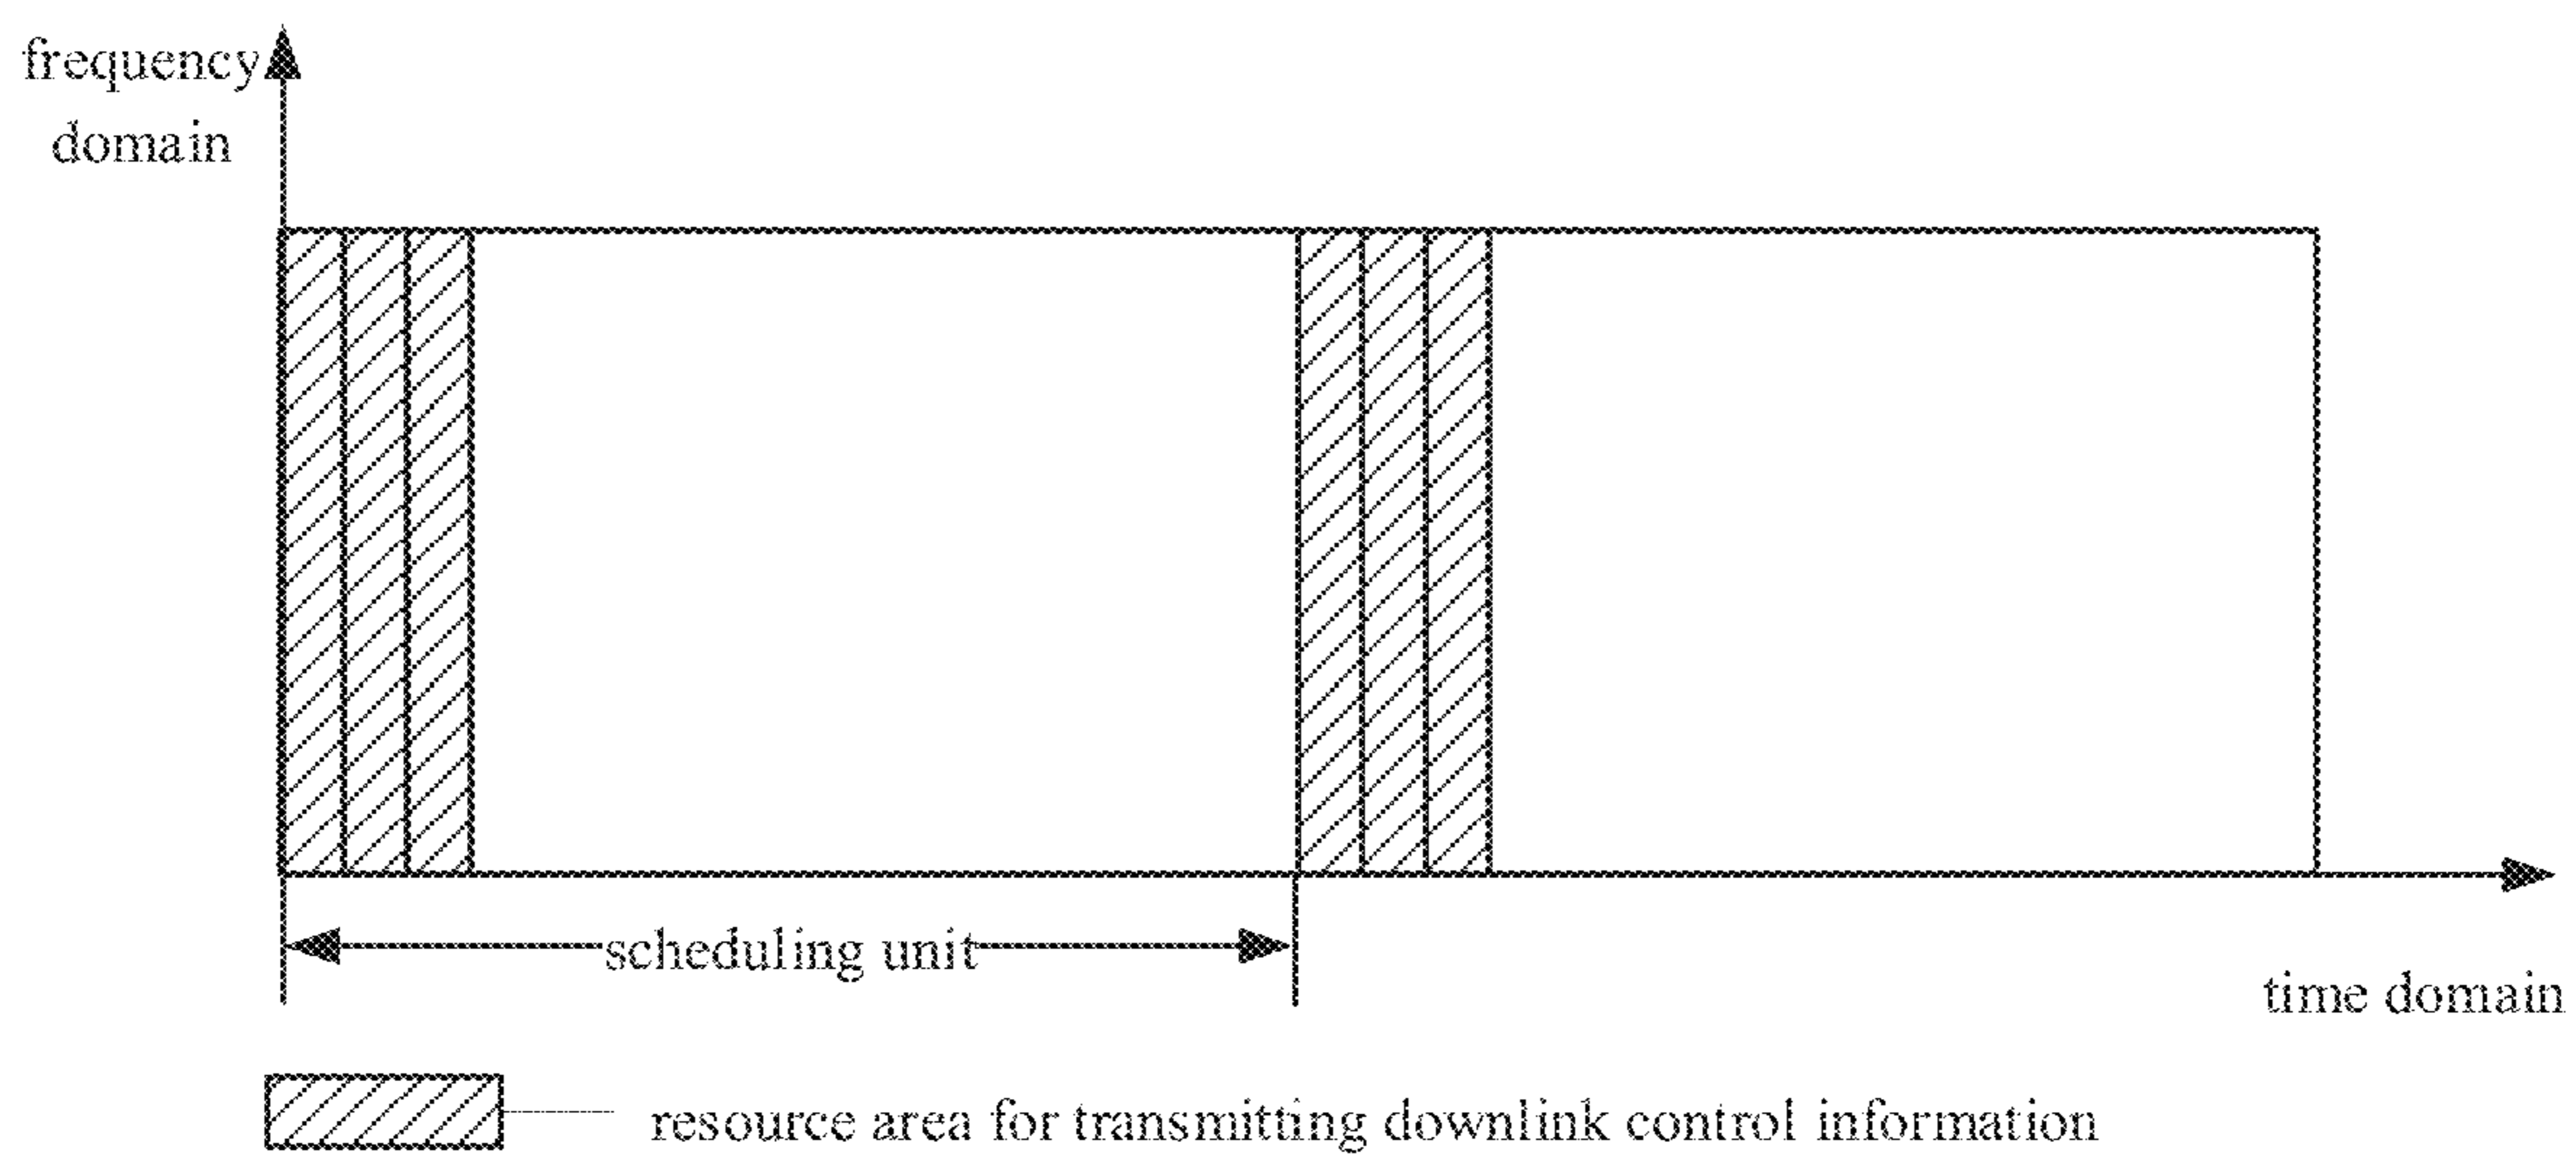 frequency
domain
scheduling unit
time domain
resource area for transmitting downlink control information